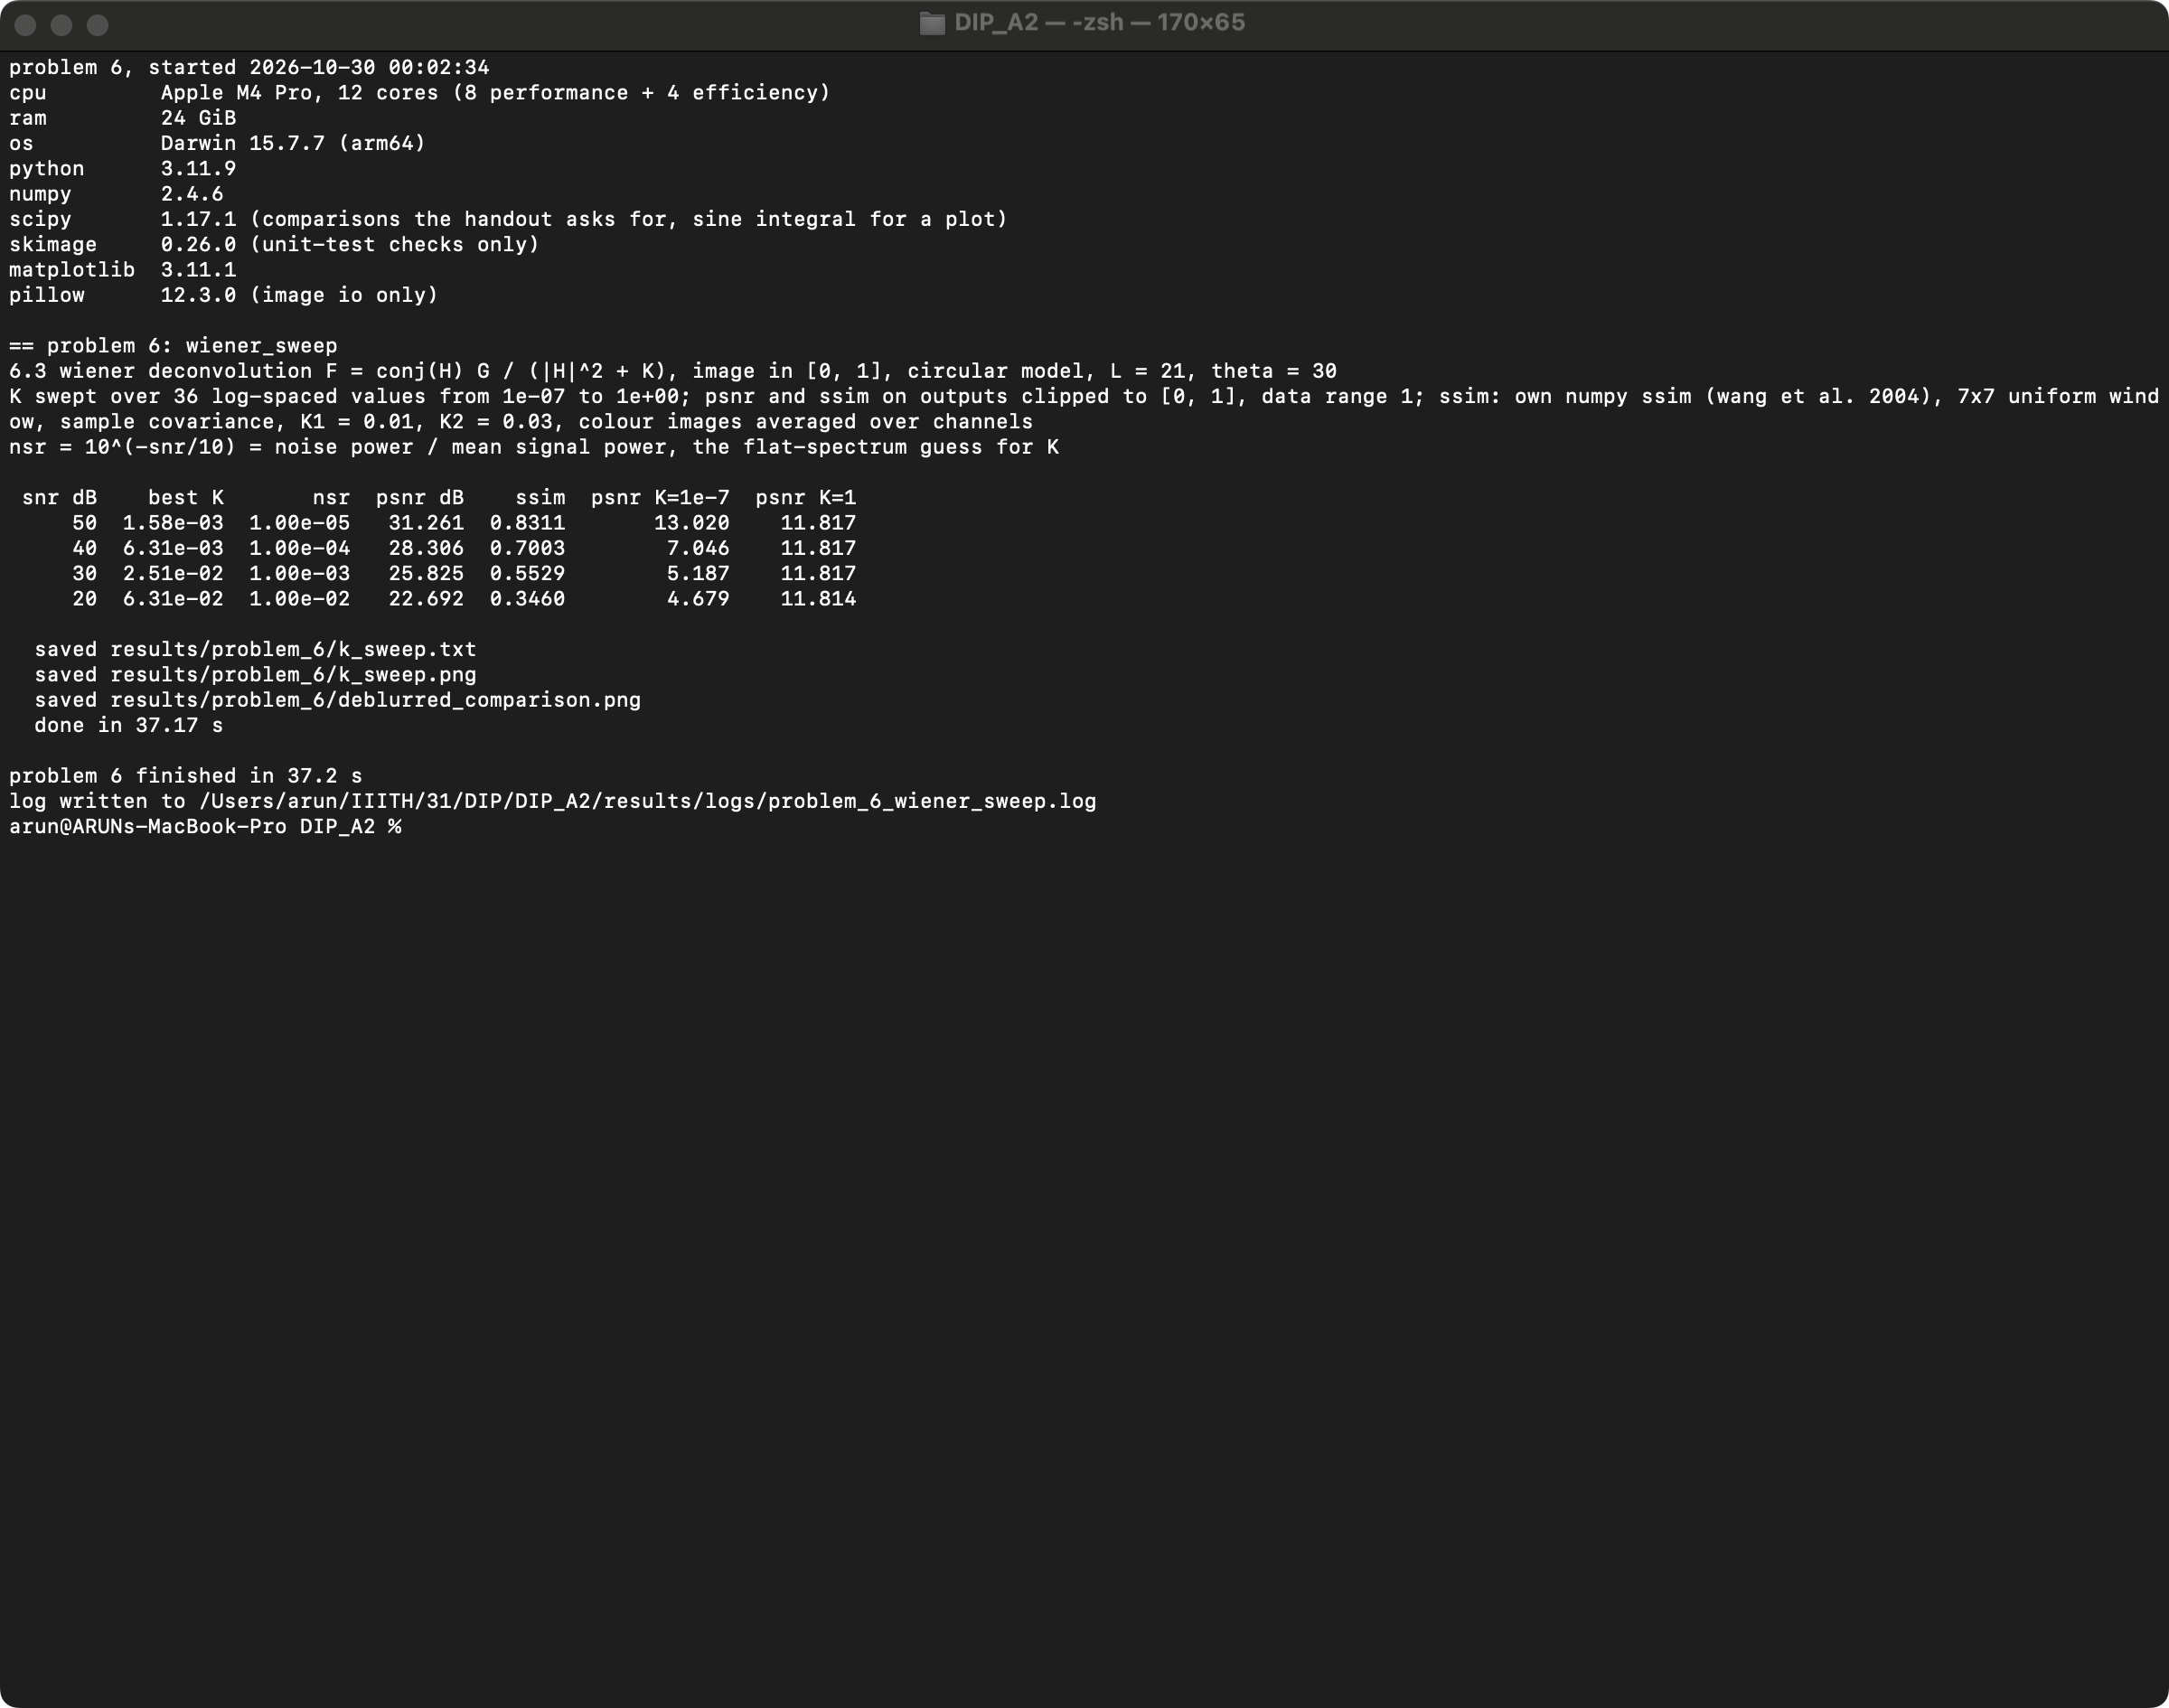 DIP_A2 — -zsh — 170×65
problem 6, started 2026-10-30 00:02:34
cpu         Apple M4 Pro, 12 cores (8 performance + 4 efficiency)
ram         24 GiB
os          Darwin 15.7.7 (arm64)
python      3.11.9
numpy       2.4.6
scipy       1.17.1 (comparisons the handout asks for, sine integral for a plot)
skimage     0.26.0 (unit-test checks only)
matplotlib  3.11.1
pillow      12.3.0 (image io only)

== problem 6: wiener_sweep
6.3 wiener deconvolution F = conj(H) G / (|H|^2 + K), image in [0, 1], circular model, L = 21, theta = 30
K swept over 36 log-spaced values from 1e-07 to 1e+00; psnr and ssim on outputs clipped to [0, 1], data range 1; ssim: own numpy ssim (wang et al. 2004), 7x7 uniform wind
ow, sample covariance, K1 = 0.01, K2 = 0.03, colour images averaged over channels
nsr = 10^(-snr/10) = noise power / mean signal power, the flat-spectrum guess for K

 snr dB    best K       nsr  psnr dB    ssim  psnr K=1e-7  psnr K=1
     50  1.58e-03  1.00e-05   31.261  0.8311       13.020    11.817
     40  6.31e-03  1.00e-04   28.306  0.7003        7.046    11.817
     30  2.51e-02  1.00e-03   25.825  0.5529        5.187    11.817
     20  6.31e-02  1.00e-02   22.692  0.3460        4.679    11.814

  saved results/problem_6/k_sweep.txt
  saved results/problem_6/k_sweep.png
  saved results/problem_6/deblurred_comparison.png
  done in 37.17 s

problem 6 finished in 37.2 s
log written to /Users/arun/IIITH/31/DIP/DIP_A2/results/logs/problem_6_wiener_sweep.log
arun@ARUNs-MacBook-Pro DIP_A2 %